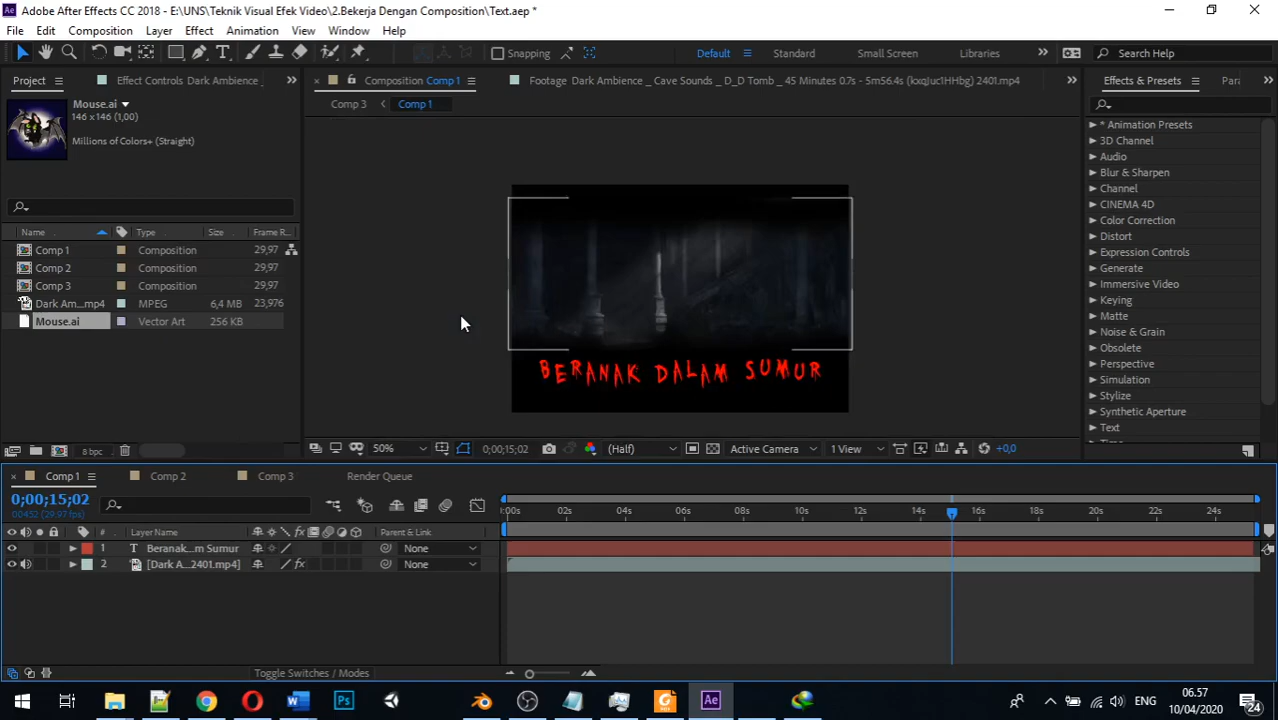 Adobe After Effects CC 2018 - E:\UNS\Teknik Visual Efek Video\2.Bekerja Dengan Composition\Text.aep *
File Edit Composition Layer Effect Animation View Window Help
Snapping Default Standard Small Screen Libraries Search Help
Project Effect Controls Dark Ambience
Composition Comp 1
Footage Dark Ambience _ Cave Sounds _ D_D Tomb _ 45 Minutes 0.7s - 5m56.4s (kxqJuc1HHbg) 2401.mp4
Effects & Presets Para
Mouse.ai
146 x 146 (1,00)
Millions of Colors+ (Straight)
Comp 3 Comp 1
Name Type Size Frame R...
Comp 1 Composition 29,97
Comp 2 Composition 29,97
Comp 3 Composition 29,97
Dark Am...mp4 MPEG 6,4 MB 23,976
Mouse.ai Vector Art 256 KB
BERANAK DALAM SUMUR
* Animation Presets
3D Channel
Audio
Blur & Sharpen
Channel
CINEMA 4D
Color Correction
Distort
Expression Controls
Generate
Immersive Video
Keying
Matte
Noise & Grain
Obsolete
Perspective
Simulation
Stylize
Synthetic Aperture
Text
8 bpc
50% 0;00;15;02 (Half) Active Camera 1 View +0,0
Comp 1 Comp 2 Comp 3 Render Queue
0;00;15;02
00452 (29.97 fps)
:00s 02s 04s 06s 08s 10s 12s 14s 16s 18s 20s 22s 24s
# Layer Name Parent & Link
1 T Beranak...m Sumur None
2 [Dark A...2401.mp4] None
Toggle Switches / Modes
ENG 06.57
10/04/2020
24